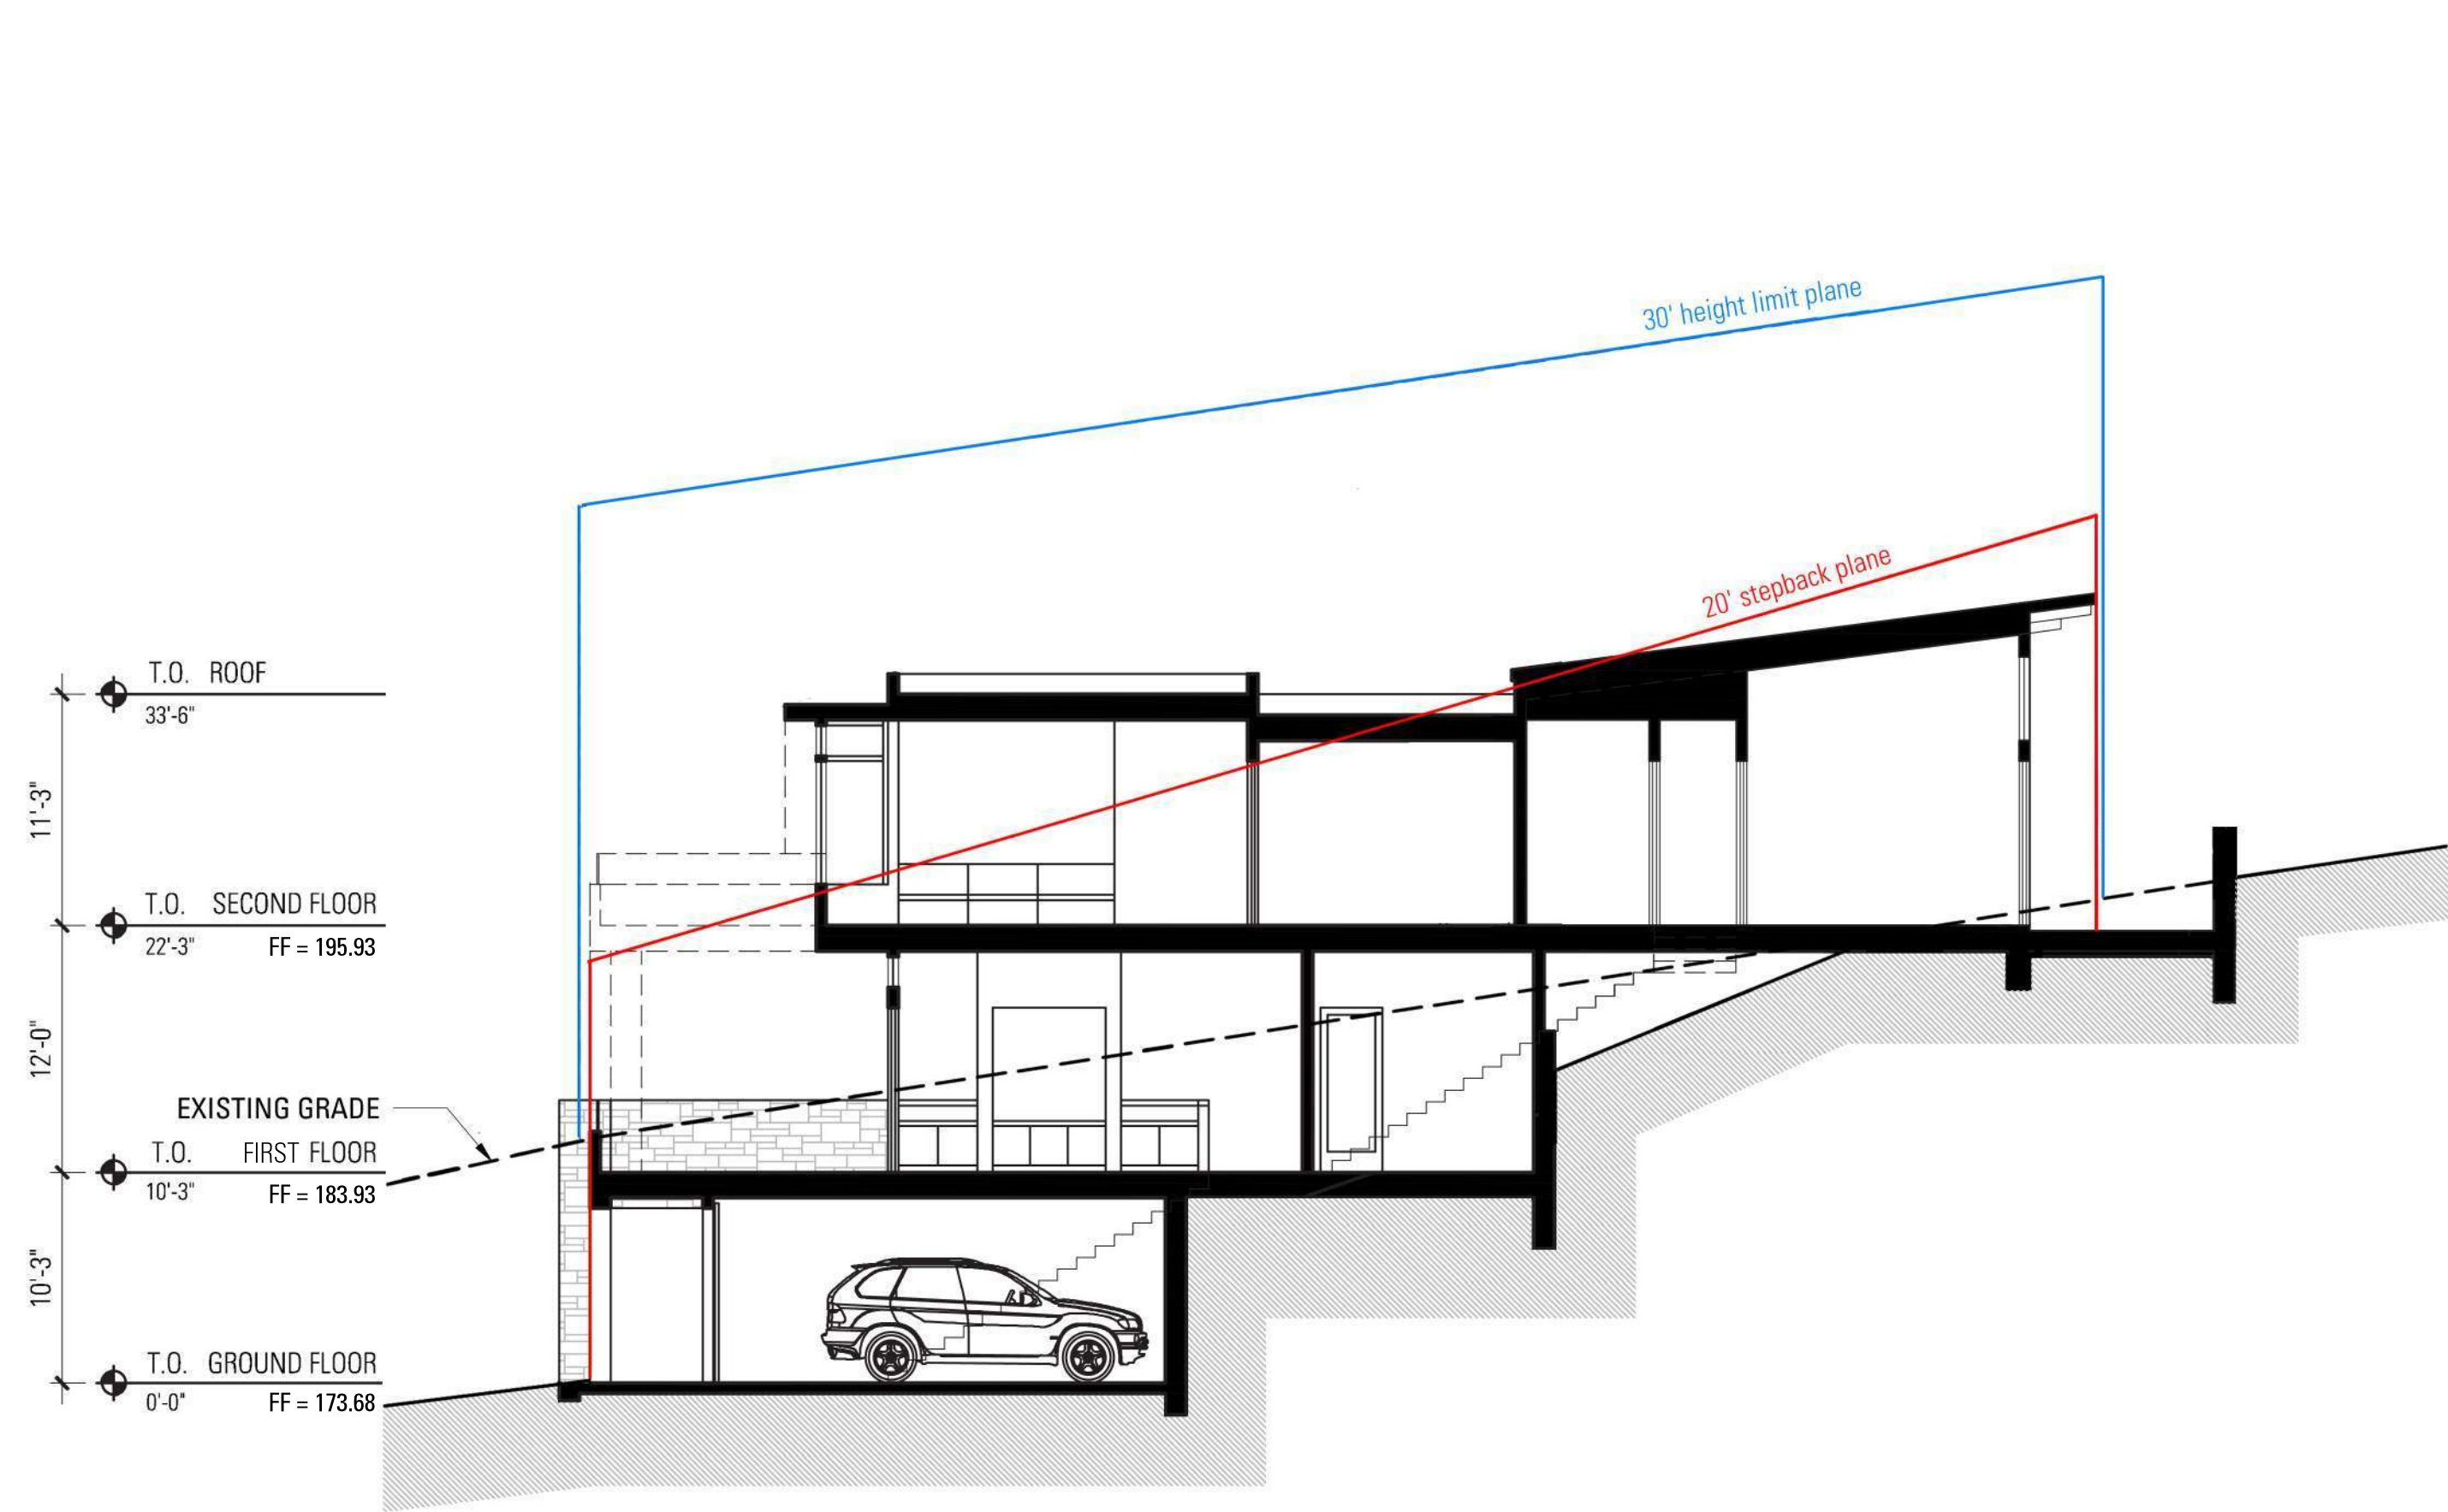 30' height limit plane
20' stepback plane
T.O. ROOF
33'-6"
11'-3"
T.O. SECOND FLOOR
22'-3" FF = 195.93
12'-0"
EXISTING GRADE
T.O. FIRST FLOOR
10'-3" FF = 183.93
10'-3"
T.O. GROUND FLOOR
0'-0" FF = 173.68